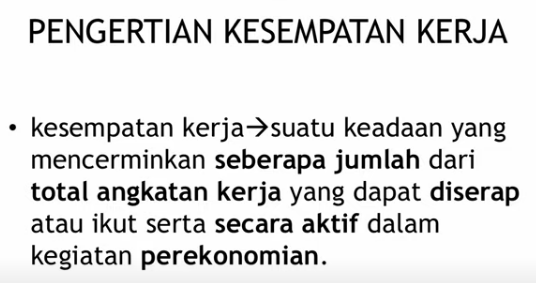 PENGERTIAN KESEMPATAN KERJA
• kesempatan kerja→suatu keadaan yang
mencerminkan seberapa jumlah dari
total angkatan kerja yang dapat diserap
atau ikut serta secara aktif dalam
kegiatan perekonomian.